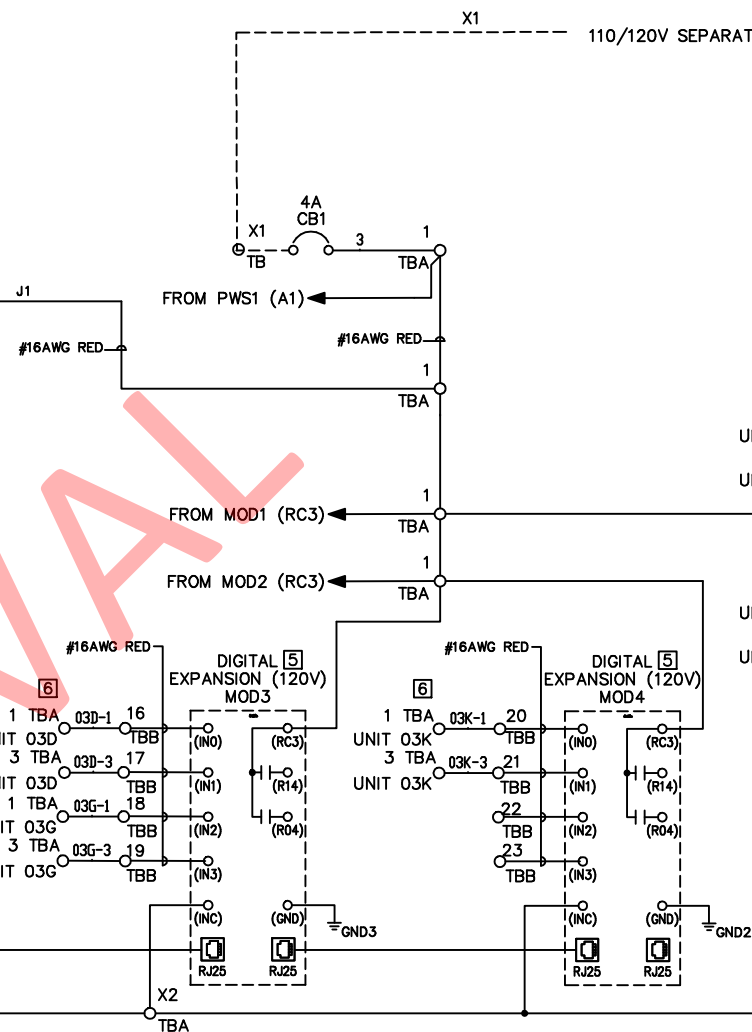 X1
110/120V SEPARAT
4A
CB1
X1
TB
3
1
TBA
FROM PWS1 (A1)
J1
#16AWG RED
#16AWG RED
1
TBA
1
FROM MOD1 (RC3)
TBA
1
FROM MOD2 (RC3)
TBA
#16AWG RED
DIGITAL 5
EXPANSION (120V)
MOD3
#16AWG RED
DIGITAL 5
EXPANSION (120V)
MOD4
6
1 TBA 03D-1 16
IT 03D TBB (IN0) (RC3)
3 TBA 03D-3 17
IT 03D TBB (IN1) (R14)
1 TBA 03G-1 18
IT 03G TBB (IN2) (R04)
3 TBA 03G-3 19
IT 03G TBB (IN3)
(INC) (GND) GND3
RJ25 RJ25
6
1 TBA 03K-1 20
UNIT 03K TBB (IN0) (RC3)
3 TBA 03K-3 21
UNIT 03K TBB (IN1) (R14)
22
TBB (IN2) (R04)
23
TBB (IN3)
(INC) (GND) GND2
RJ25 RJ25
X2
TBA
VAL